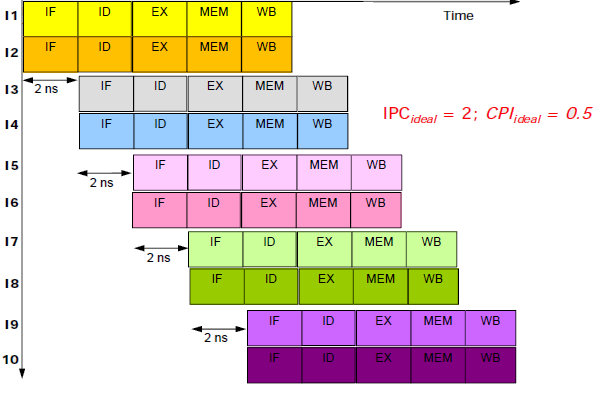 Time
I1 IF ID EX MEM WB
I2 IF ID EX MEM WB
2 ns
I3 IF ID EX MEM WB
I4 IF ID EX MEM WB
IPCideal = 2; CPIideal = 0.5
I5 IF ID EX MEM WB
2 ns
I6 IF ID EX MEM WB
I7 IF ID EX MEM WB
2 ns
I8 IF ID EX MEM WB
I9 IF ID EX MEM WB
2 ns
10 IF ID EX MEM WB